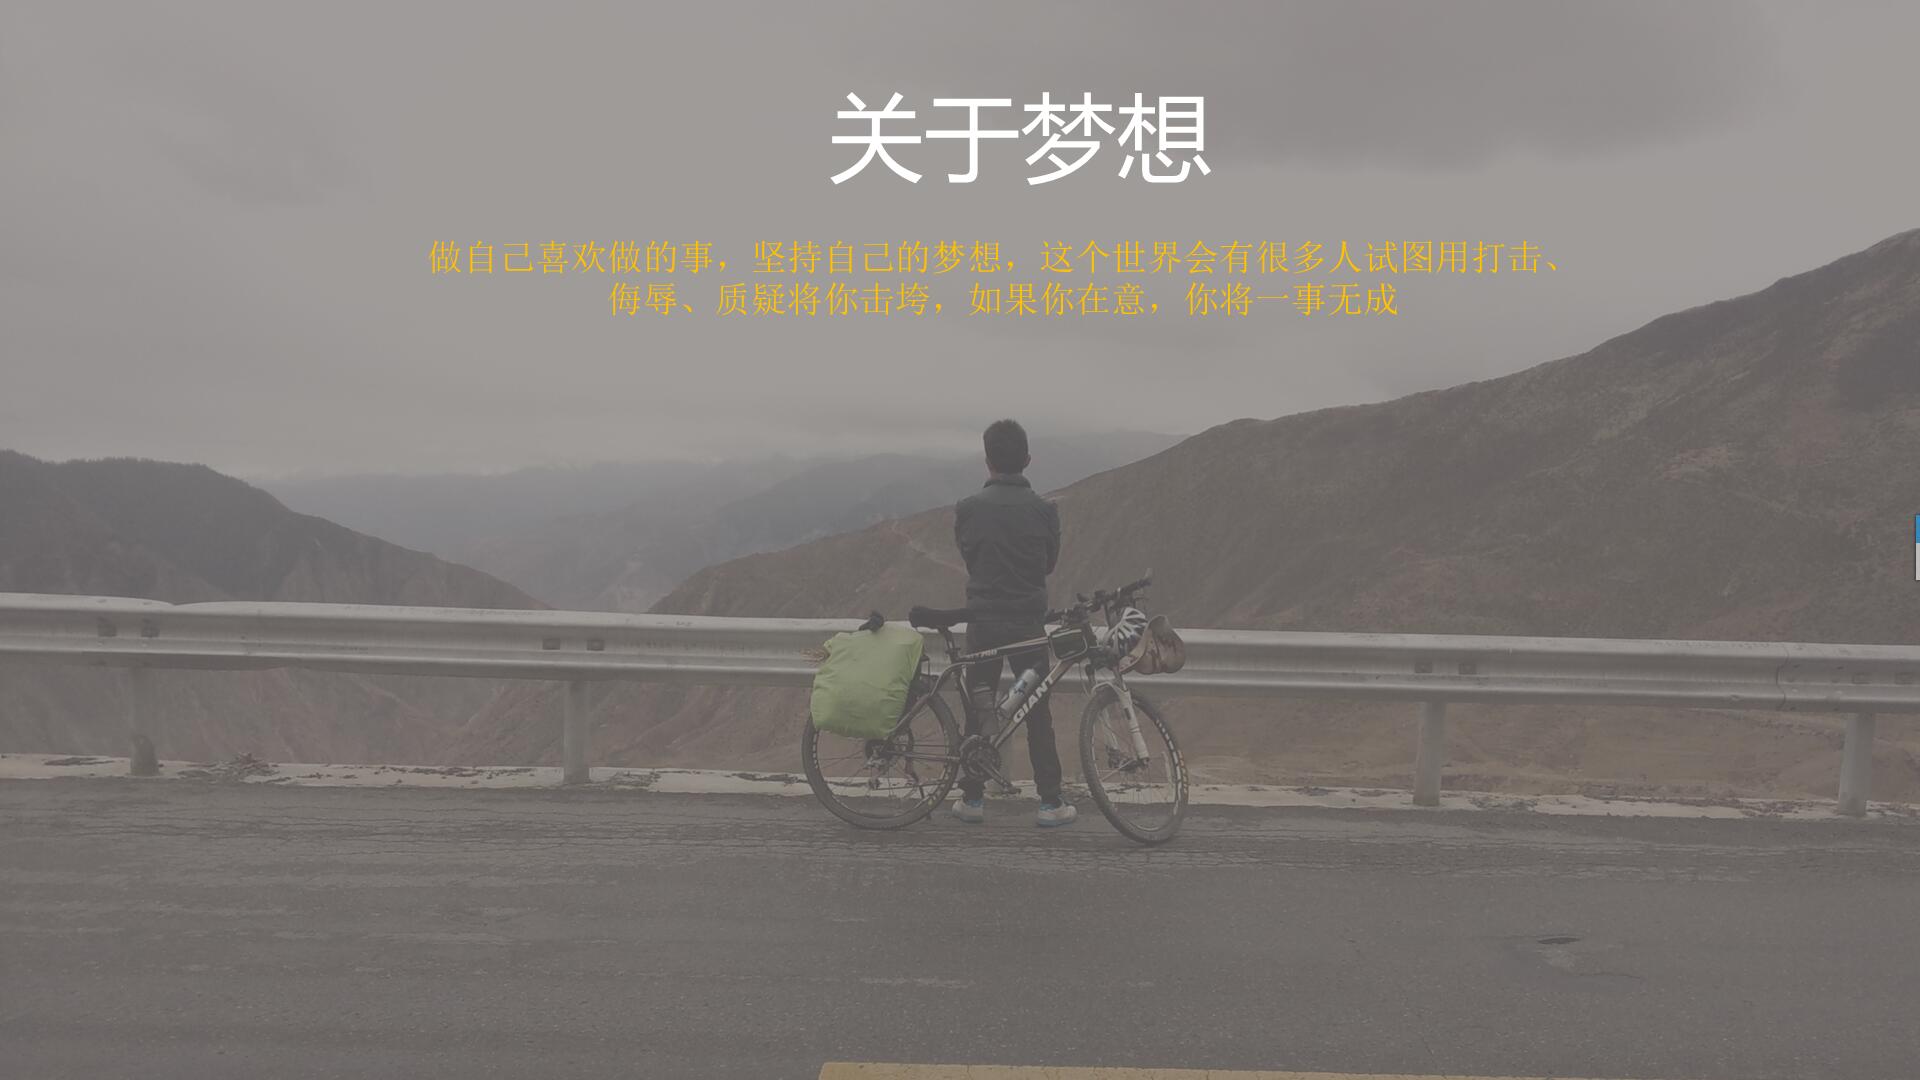 关于梦想
做自己喜欢做的事，坚持自己的梦想，这个世界会有很多人试图用打击、
侮辱、质疑将你击垮，如果你在意，你将一事无成
GIANT